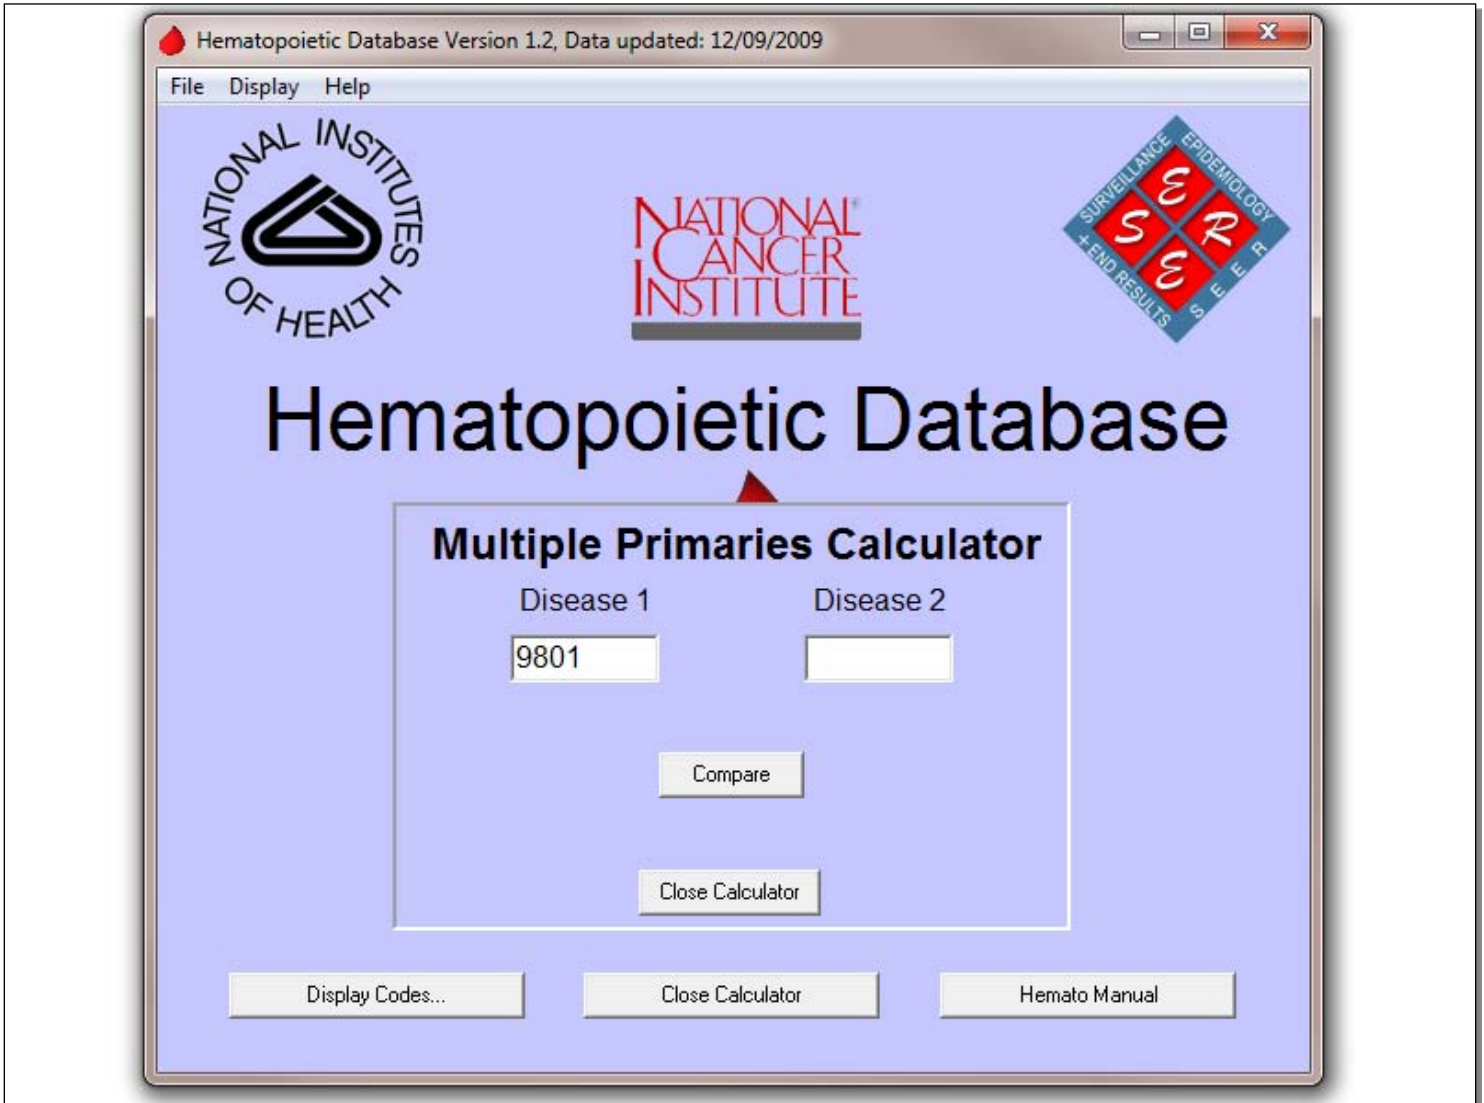 Hematopoietic Database Version 1.2, Data updated: 12/09/2009
File Display Help
NATIONAL INSTITUTES OF HEALTH
NATIONAL
CANCER
INSTITUTE
SURVEILLANCE EPIDEMIOLOGY
+ END RESULTS SEER
S E R E
Hematopoietic Database
Multiple Primaries Calculator
Disease 1 Disease 2
9801
Compare
Close Calculator
Display Codes... Close Calculator Hemato Manual